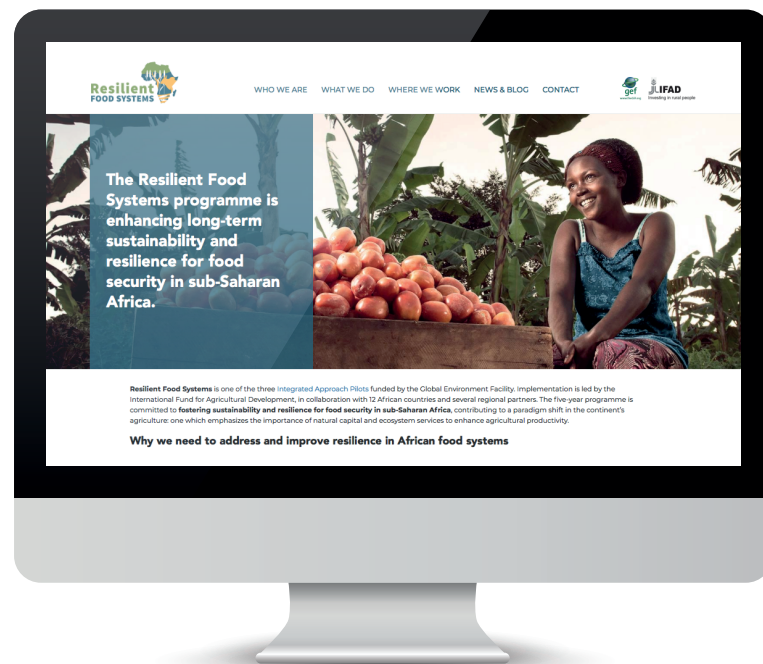 Resilient
FOOD SYSTEMS
WHO WE ARE WHAT WE DO WHERE WE WORK NEWS & BLOG CONTACT
gef
JLIFAD
Investing in rural people
The Resilient Food
Systems programme is
enhancing long-term
sustainability and
resilience for food
security in sub-Saharan
Africa.
Resilient Food Systems is one of the three Integrated Approach Pilots funded by the Global Environment Facility. Implementation is led by the
International Fund for Agricultural Development, in collaboration with 12 African countries and several regional partners. The five-year programme is
committed to fostering sustainability and resilience for food security in sub-Saharan Africa, contributing to a paradigm shift in the continent's
agriculture: one which emphasizes the importance of natural capital and ecosystem services to enhance agricultural productivity.
Why we need to address and improve resilience in African food systems